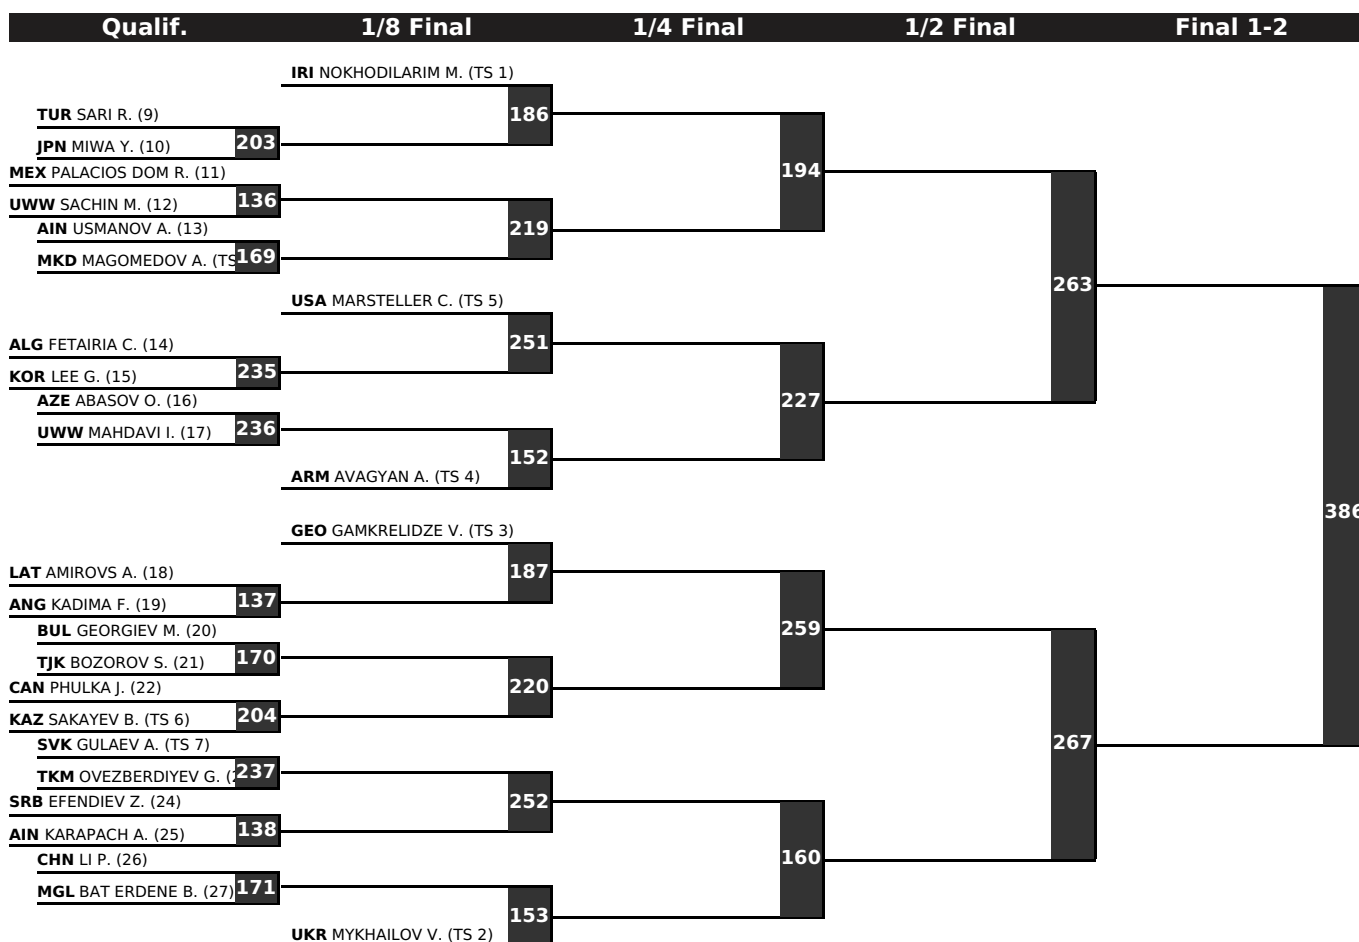 Qualif. 1/8 Final 1/4 Final 1/2 Final Final 1-2
IRI NOKHODILARIM M. (TS 1)
186
TUR SARI R. (9)
203
JPN MIWA Y. (10)
194
MEX PALACIOS DOM R. (11)
136
UWW SACHIN M. (12)
219
AIN USMANOV A. (13)
169
MKD MAGOMEDOV A. (TS
263
USA MARSTELLER C. (TS 5)
251
ALG FETAIRIA C. (14)
235
KOR LEE G. (15)
227
AZE ABASOV O. (16)
236
UWW MAHDAVI I. (17)
152
ARM AVAGYAN A. (TS 4)
386
GEO GAMKRELIDZE V. (TS 3)
187
LAT AMIROVS A. (18)
137
ANG KADIMA F. (19)
259
BUL GEORGIEV M. (20)
170
TJK BOZOROV S. (21)
220
CAN PHULKA J. (22)
204
KAZ SAKAYEV B. (TS 6)
267
SVK GULAEV A. (TS 7)
237
TKM OVEZBERDIYEV G. (2
252
SRB EFENDIEV Z. (24)
138
AIN KARAPACH A. (25)
160
CHN LI P. (26)
171
MGL BAT ERDENE B. (27)
153
UKR MYKHAILOV V. (TS 2)